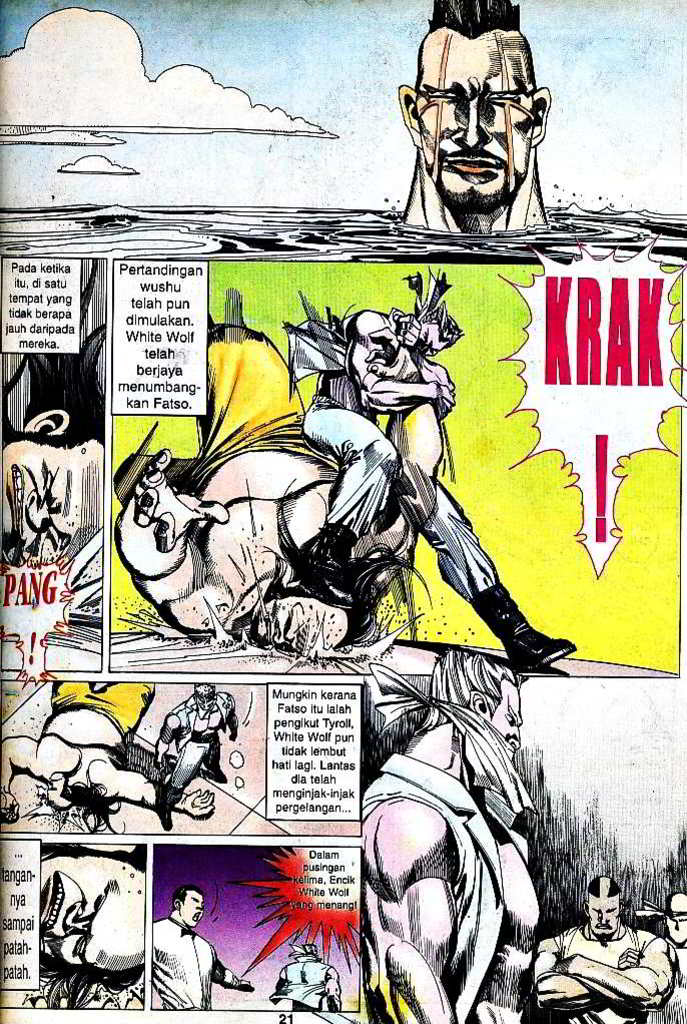 Pada ketika
itu, di satu
tempat yang
tidak berapa
jauh daripada
mereka.
Pertandingan
wushu
telah pun
dimulakan.
White Wolf
telah
berjaya
menumbang-
kan Fatso.
KRAK
!
PANG
!
Mungkin kerana
Fatso itu ialah
pengikut Tyroll,
White Wolf pun
tidak lembut
hati lagi. Lantas
dia telah
menginjak-injak
pergelangan...
...
tangan-
nya
sampai
patah-
patah.
Dalam
pusingan
kelima, Encik
White Wolf
yang menang!
21